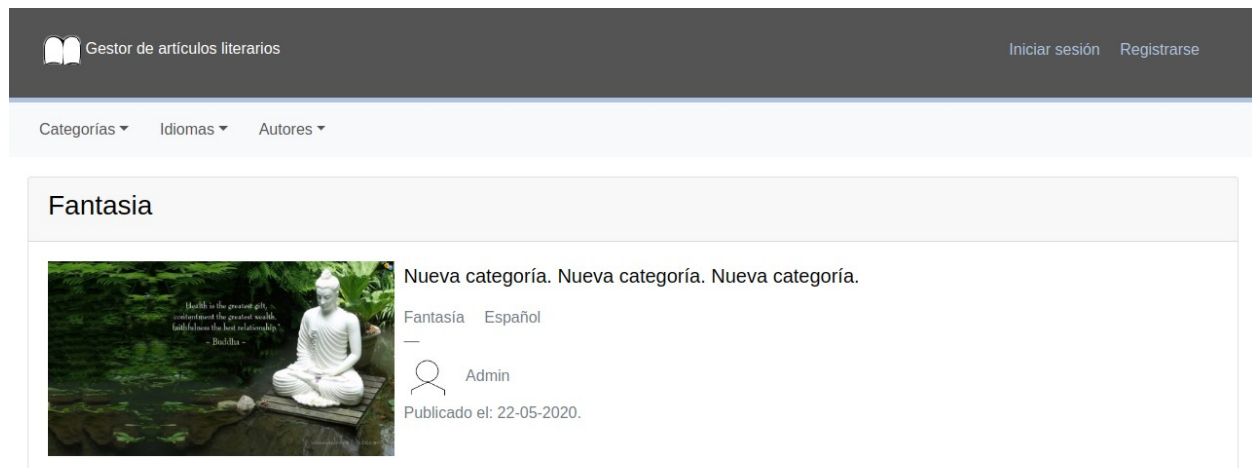 Gestor de artículos literarios
Iniciar sesión Registrarse
Categorías Idiomas Autores
Fantasia
Health is the greatest gift,
contentment the greatest wealth,
faithfulness the best relationship."
- Buddha -
Nueva categoría. Nueva categoría. Nueva categoría.
Fantasía Español
—
Admin
Publicado el: 22-05-2020.